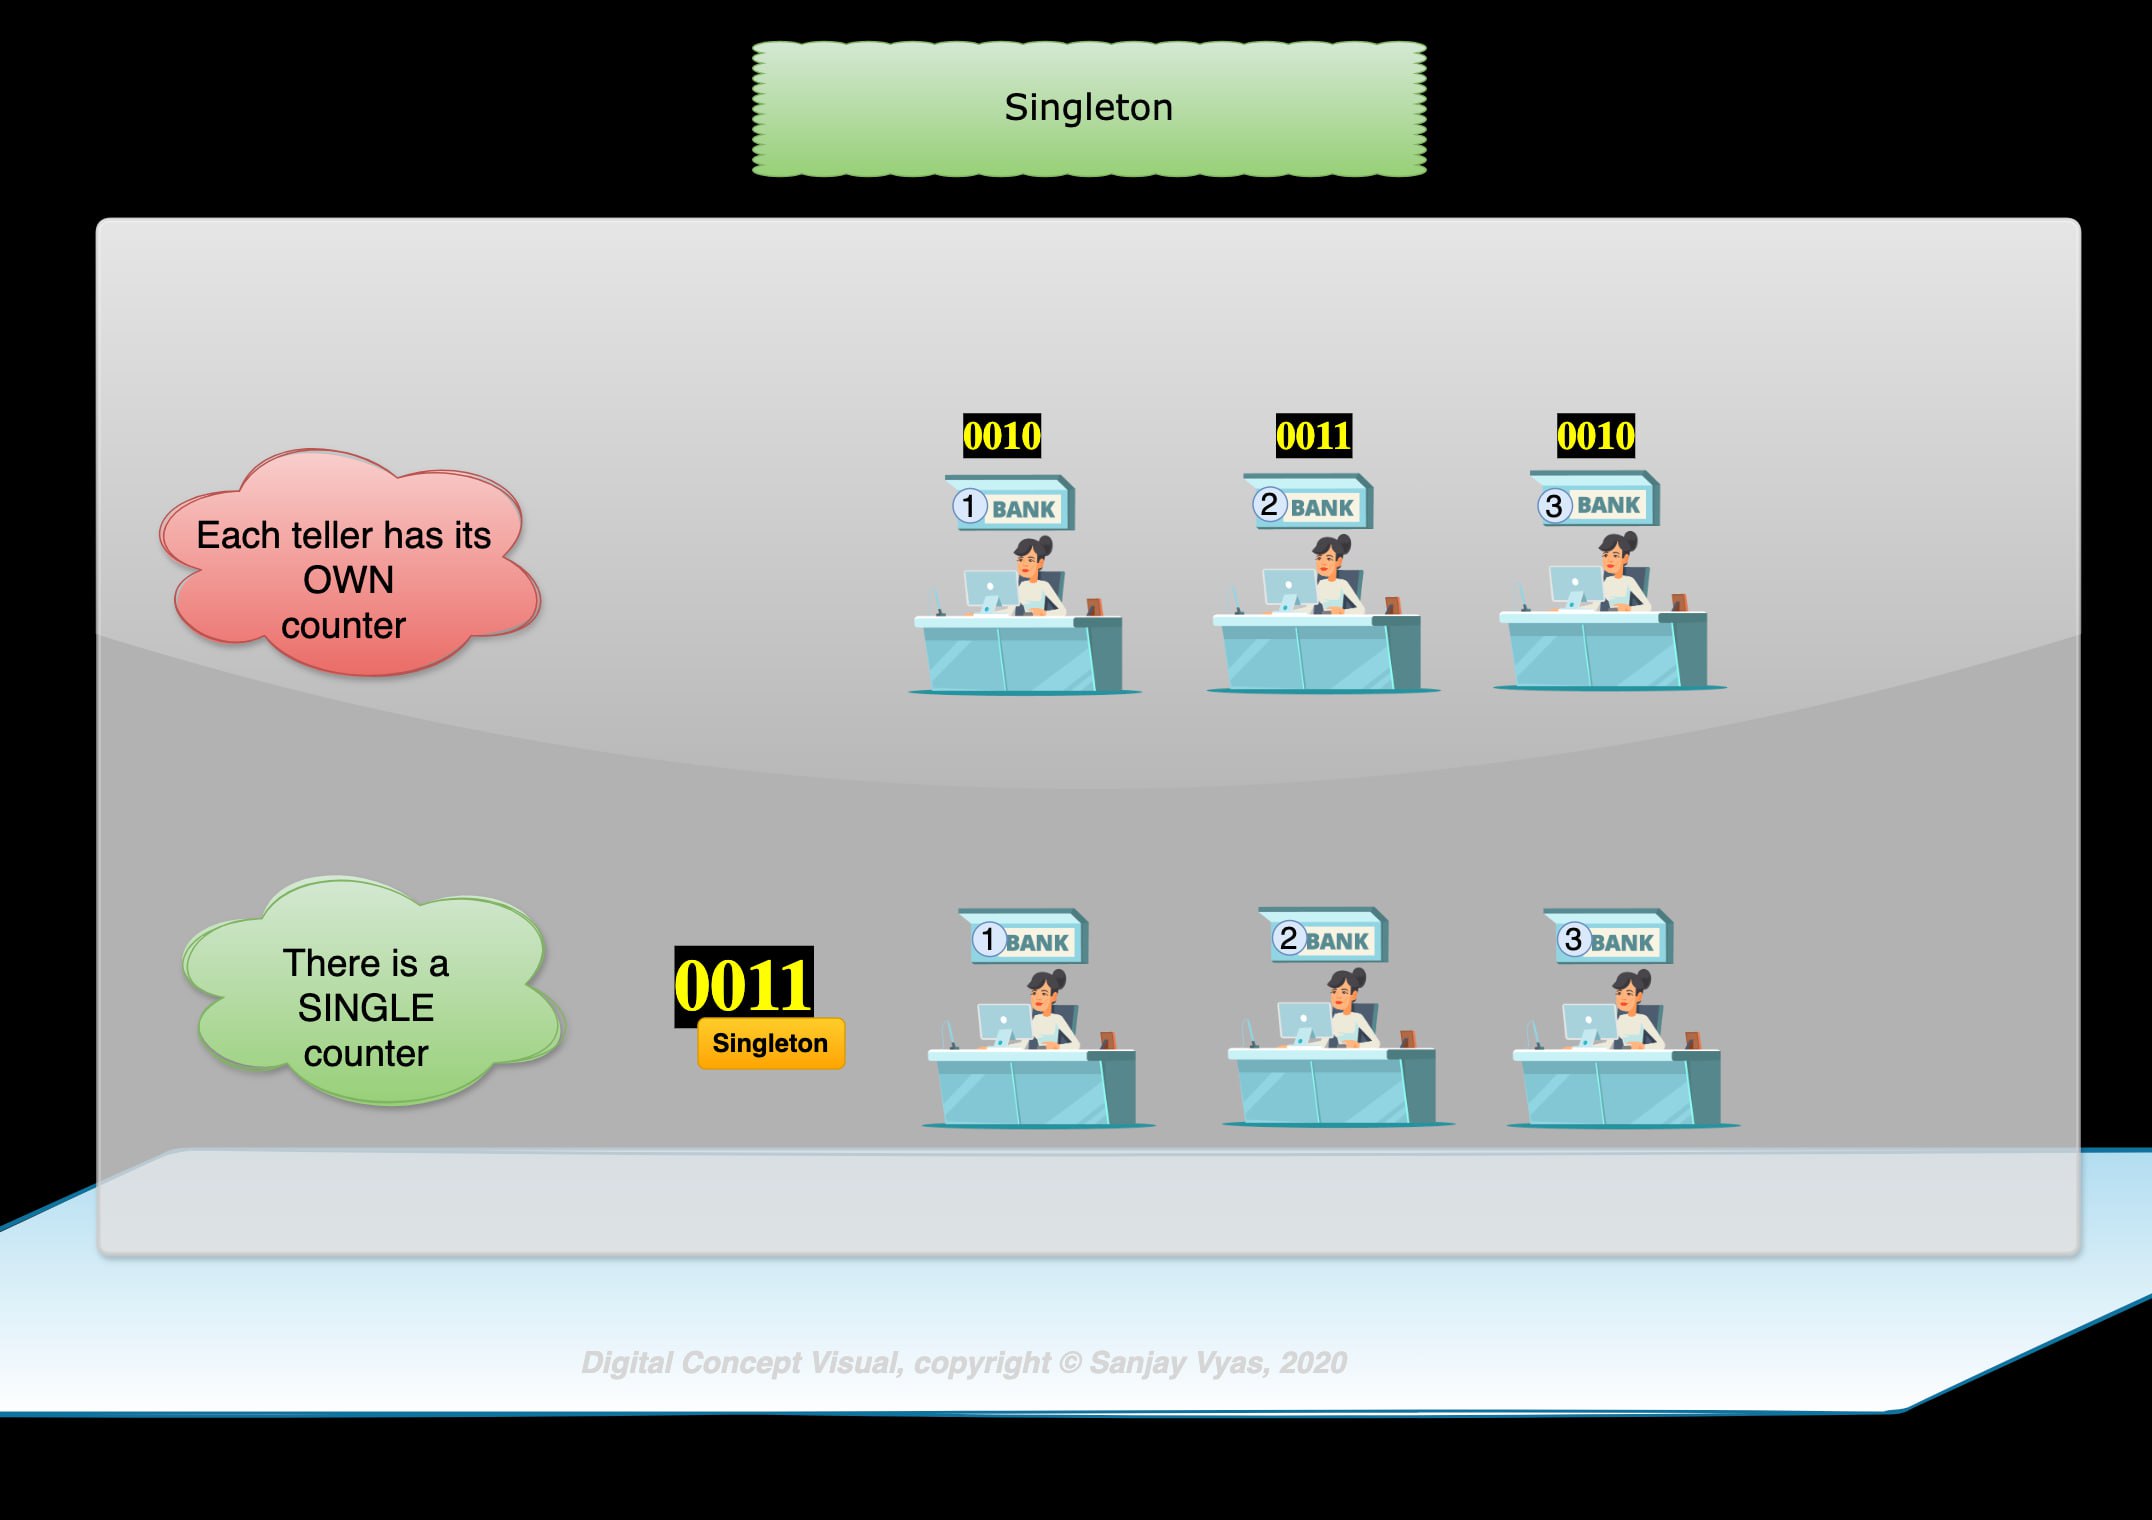 Singleton
0010
0011
0010
1 BANK
2 BANK
3 BANK
Each teller has its
OWN
counter
There is a
SINGLE
counter
0011
Singleton
1 BANK
2 BANK
3 BANK
Digital Concept Visual, copyright © Sanjay Vyas, 2020